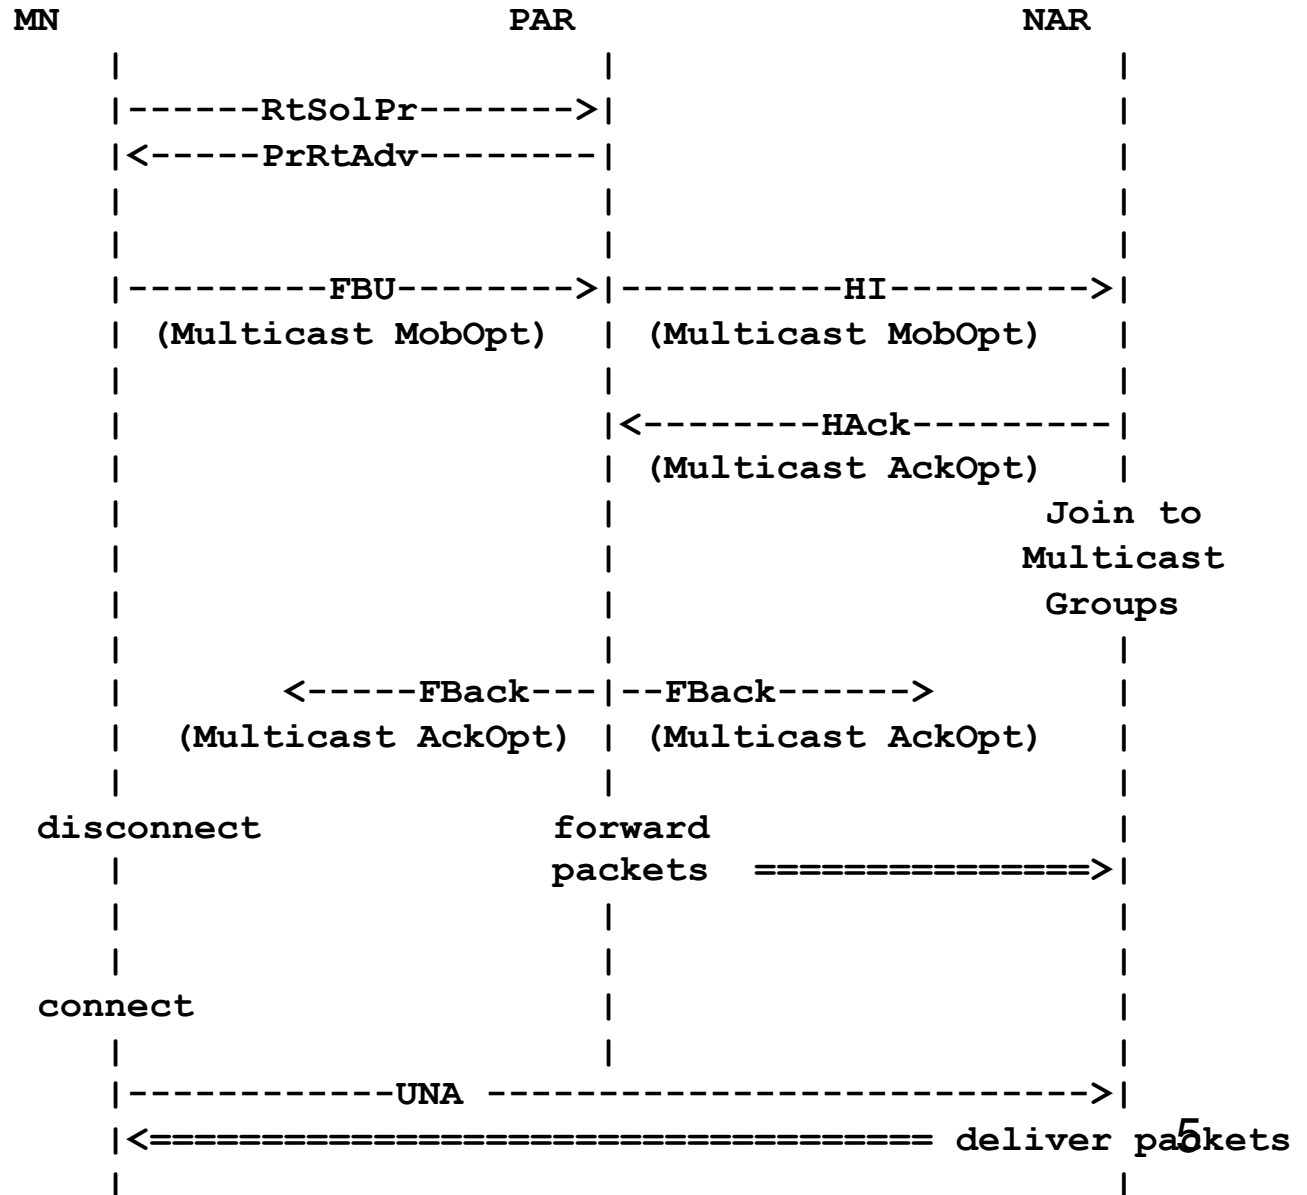 MN                    PAR                    NAR
    |                     |                      |
    |------RtSolPr------->|                      |
    |<-----PrRtAdv--------|                      |
    |                     |                      |
    |                     |                      |
    |---------FBU-------->|----------HI--------->|
    | (Multicast MobOpt)  | (Multicast MobOpt)   |
    |                     |                      |
    |                     |<--------HAck---------|
    |                     | (Multicast AckOpt)   |
    |                     |                   Join to
    |                     |                  Multicast
    |                     |                   Groups
    |                     |                      |
    |       <-----FBack---|--FBack------>        |
    |  (Multicast AckOpt) | (Multicast AckOpt)   |
    |                     |                      |
disconnect             forward                   |
    |                  packets  ===============>|
    |                     |                      |
    |                     |                      |
connect                   |                      |
    |                     |                      |
    |------------UNA --------------------------->|
    |<=================================== deliver packets
    |                                            |
5